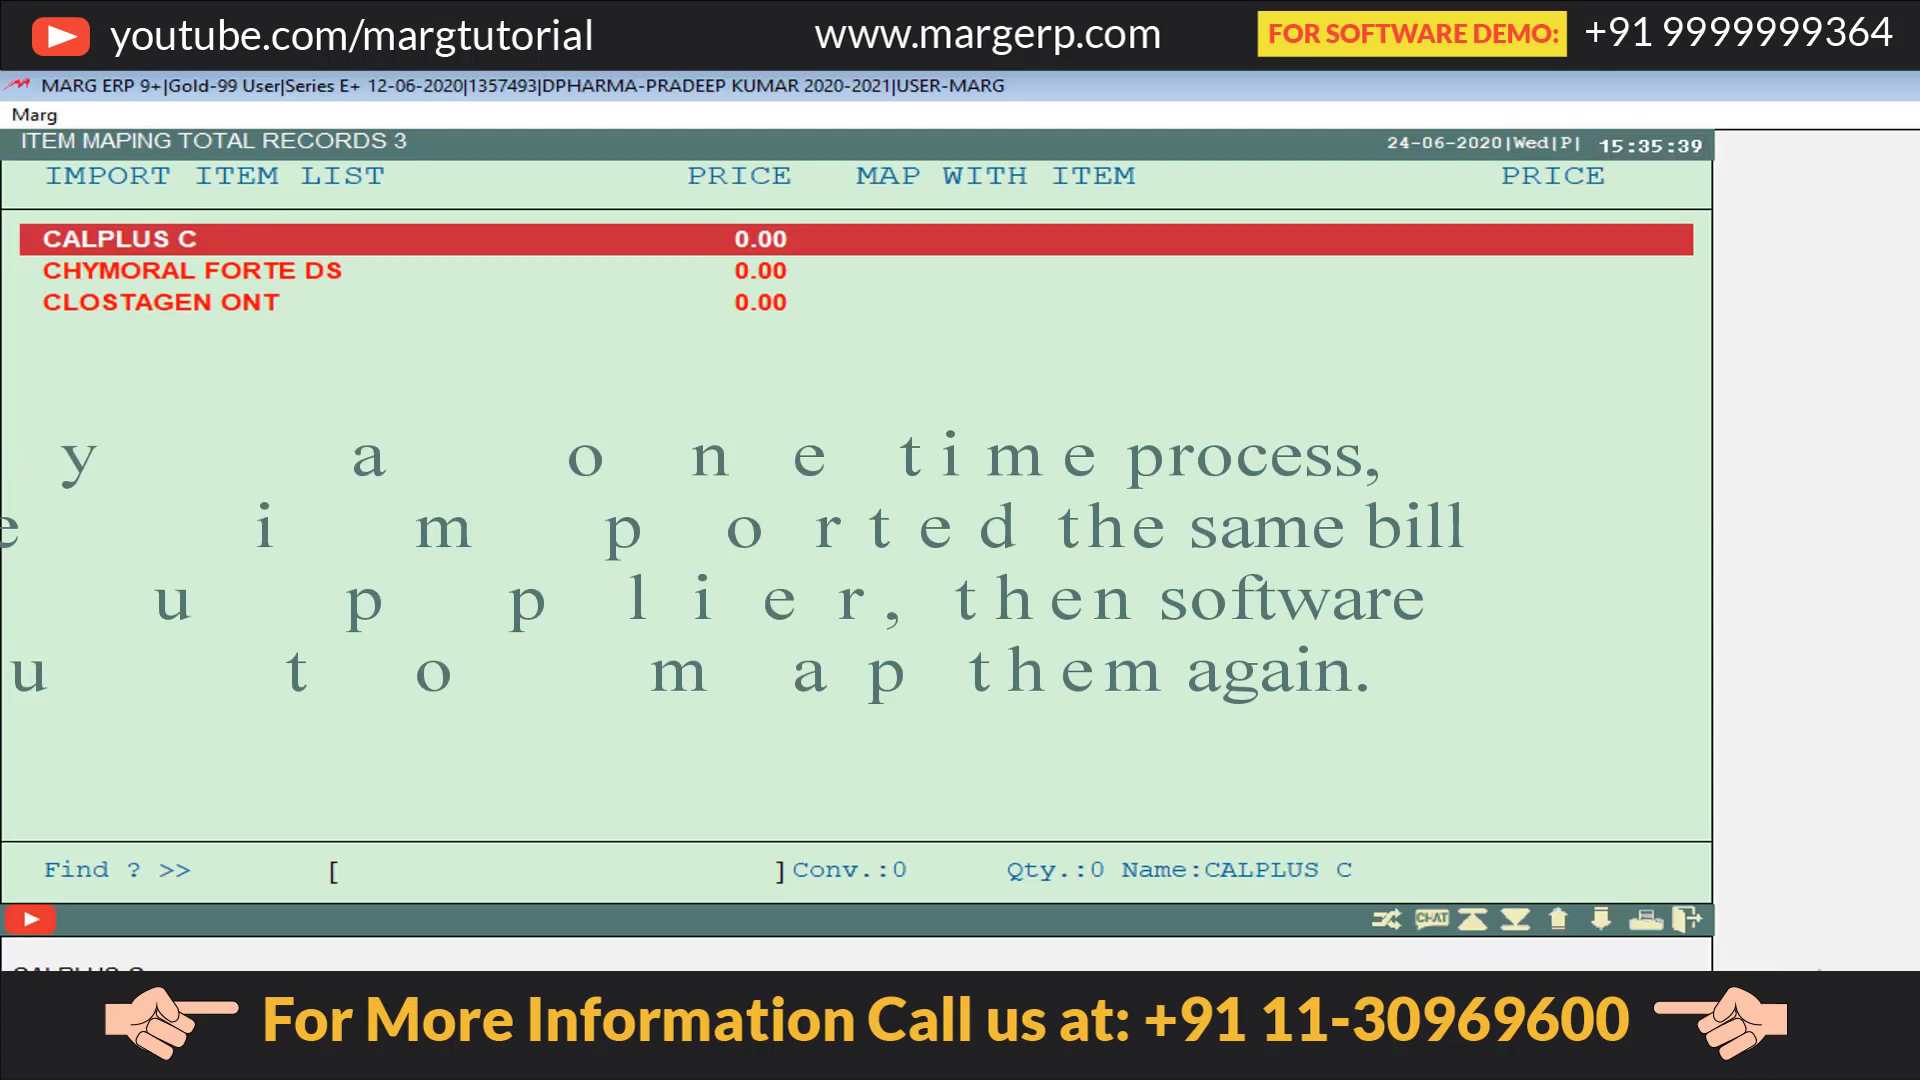 youtube.com/margtutorial www.margerp.com FOR SOFTWARE DEMO: +91 9999999364
MARG ERP 9+|Gold-99 User|Series E+ 12-06-2020|1357493|DPHARMA-PRADEEP KUMAR 2020-2021|USER-MARG
Marg
ITEM MAPING TOTAL RECORDS 3 24-06-2020|Wed|P| 15:35:39
IMPORT ITEM LIST PRICE MAP WITH ITEM PRICE
CALPLUS C 0.00
CHYMORAL FORTE DS 0.00
CLOSTAGEN ONT 0.00
y a one time process,
e imported the same bill
upplier, then software
u to map them again.
Find ? >> [ ]Conv.:0 Qty.:0 Name:CALPLUS C
CHAT
For More Information Call us at: +91 11-30969600